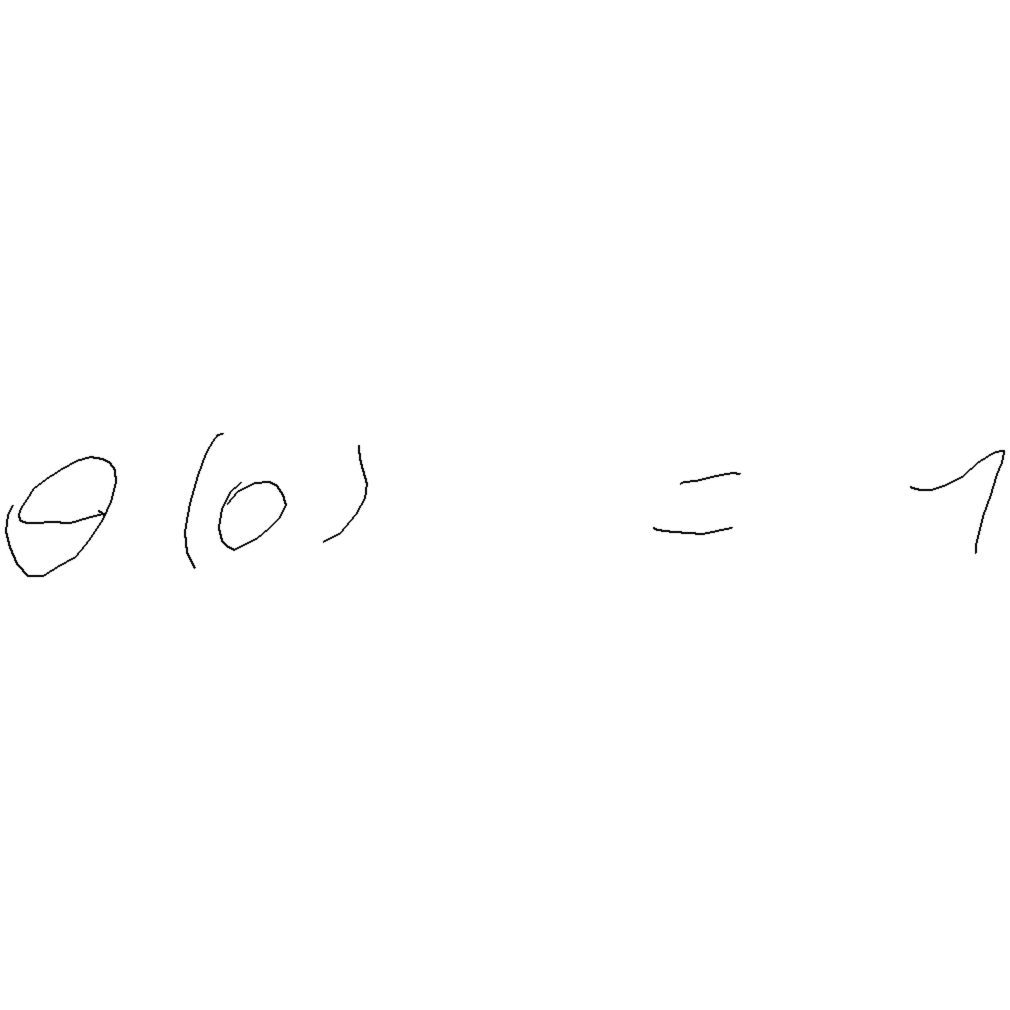 θ(0) = 1